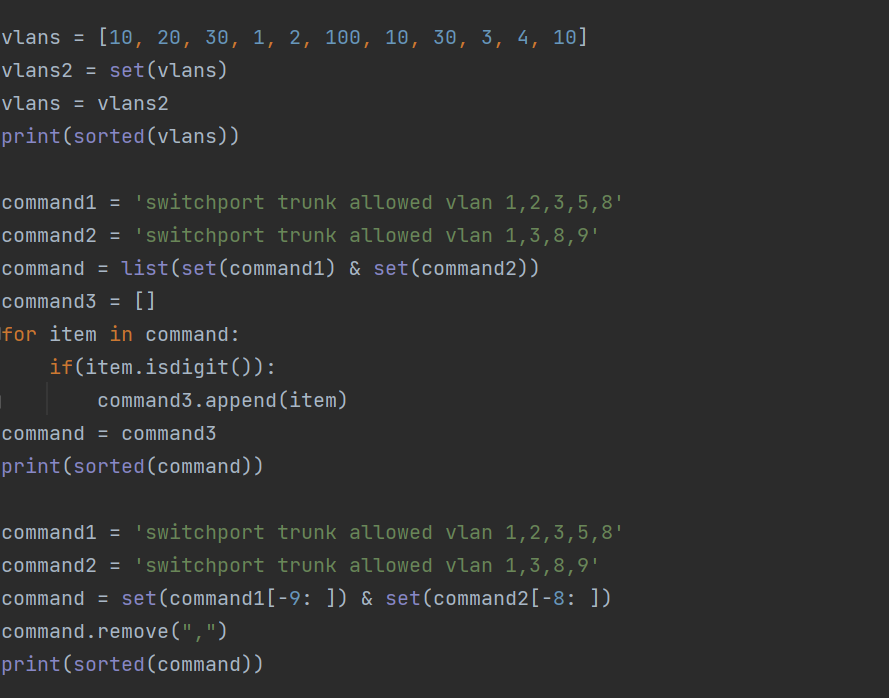 vlans = [10, 20, 30, 1, 2, 100, 10, 30, 3, 4, 10]
vlans2 = set(vlans)
vlans = vlans2
print(sorted(vlans))

command1 = 'switchport trunk allowed vlan 1,2,3,5,8'
command2 = 'switchport trunk allowed vlan 1,3,8,9'
command = list(set(command1) & set(command2))
command3 = []
for item in command:
    if(item.isdigit()):
        command3.append(item)
command = command3
print(sorted(command))

command1 = 'switchport trunk allowed vlan 1,2,3,5,8'
command2 = 'switchport trunk allowed vlan 1,3,8,9'
command = set(command1[-9: ]) & set(command2[-8: ])
command.remove(",")
print(sorted(command))